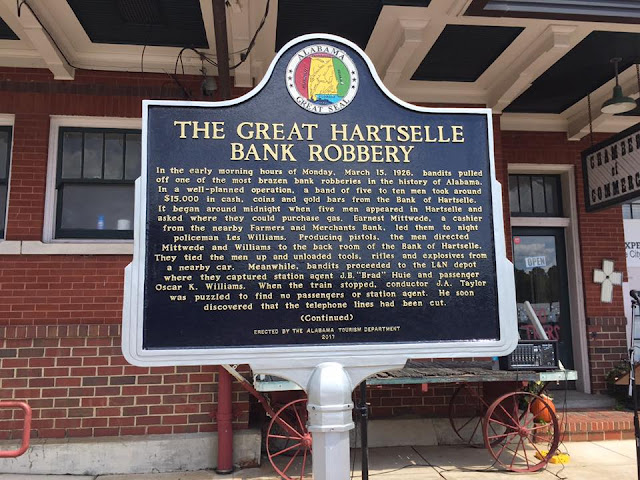 ALABAMA
GREAT SEAL
THE GREAT HARTSELLE
BANK ROBBERY
In the early morning hours of Monday, March 15, 1926, bandits pulled
off one of the most brazen bank robberies in the history of Alabama.
In a well-planned operation, a band of five to ten men took around
$15,000 in cash, coins and gold bars from the Bank of Hartselle.
It began around midnight when five men appeared in Hartselle and
asked where they could purchase gas. Earnest Mittwede, a cashier
from the nearby Farmers and Merchants Bank, led them to night
policeman Les Williams. Producing pistols, the men directed
Mittwede and Williams to the back room of the Bank of Hartselle.
They tied the men up and unloaded tools, rifles and explosives from
a nearby car. Meanwhile, bandits proceeded to the L&N depot
where they captured station agent J.B. "Brad" Huie and passenger
Oscar K. Williams. When the train stopped, conductor J.A. Taylor
was puzzled to find no passengers or station agent. He soon
discovered that the telephone lines had been cut.
(Continued)
ERECTED BY THE ALABAMA TOURISM DEPARTMENT
2017
CHAMBER
of
COMMERCE
OPEN